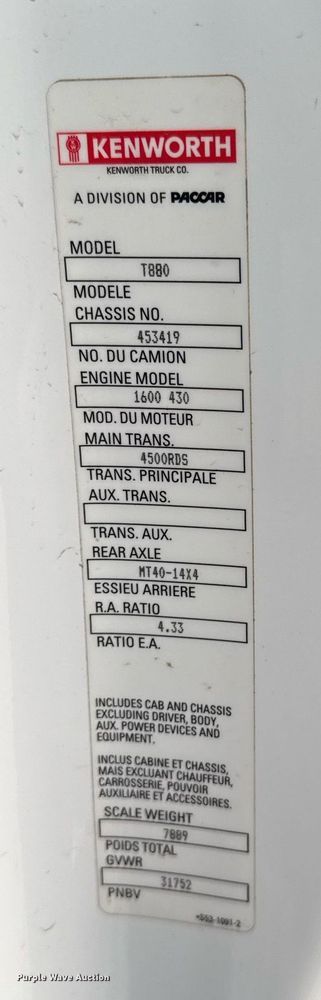 KENWORTH
KENWORTH TRUCK CO.
A DIVISION OF PACCAR
MODEL
T880
MODELE
CHASSIS NO.
453419
NO. DU CAMION
ENGINE MODEL
1600 430
MOD. DU MOTEUR
MAIN TRANS.
4500RDS
TRANS. PRINCIPALE
AUX. TRANS.
TRANS. AUX.
REAR AXLE
MT40-14X4
ESSIEU ARRIERE
R.A. RATIO
4.33
RATIO E.A.
INCLUDES CAB AND CHASSIS
EXCLUDING DRIVER, BODY,
AUX. POWER DEVICES AND
EQUIPMENT.
INCLUS CABINE ET CHASSIS,
MAIS EXCLUANT CHAUFFEUR,
CARROSSERIE, POUVOIR
AUXILIAIRE ET ACCESSOIRES.
SCALE WEIGHT
7889
POIDS TOTAL
GVWR
31752
PNBV
Purple Wave Auction